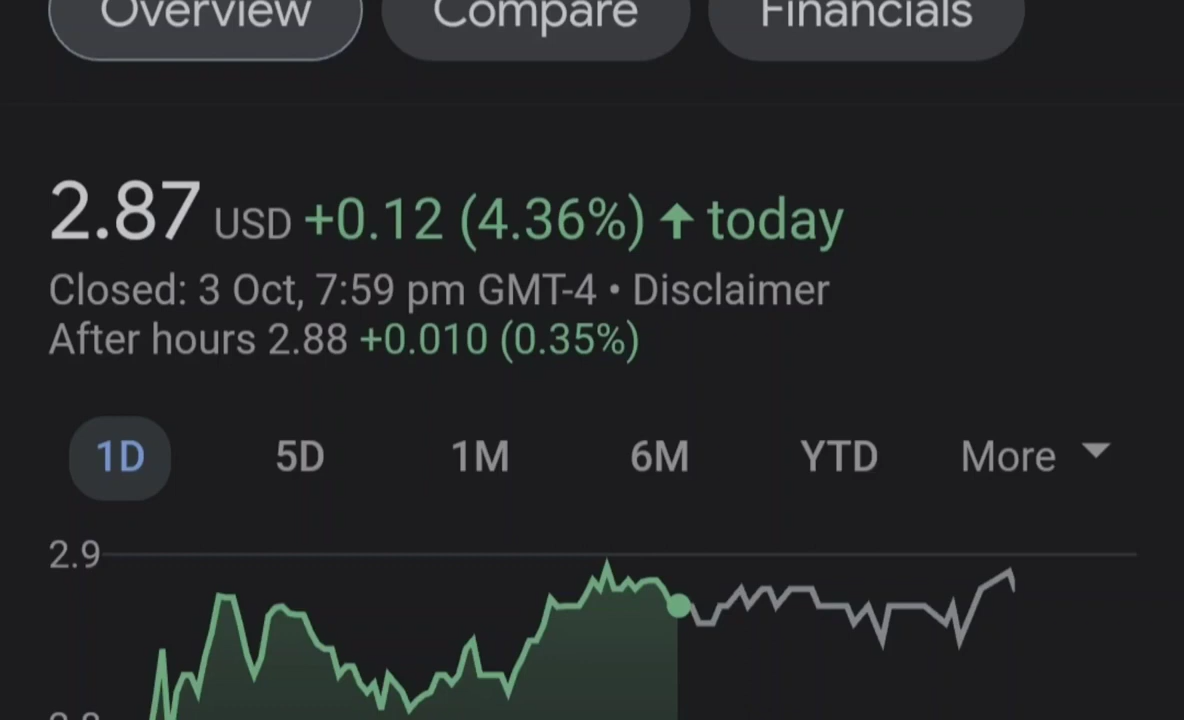 Overview Compare Financials
2.87 USD +0.12 (4.36%) ↑ today
Closed: 3 Oct, 7:59 pm GMT-4 • Disclaimer
After hours 2.88 +0.010 (0.35%)
1D 5D 1M 6M YTD More
2.9